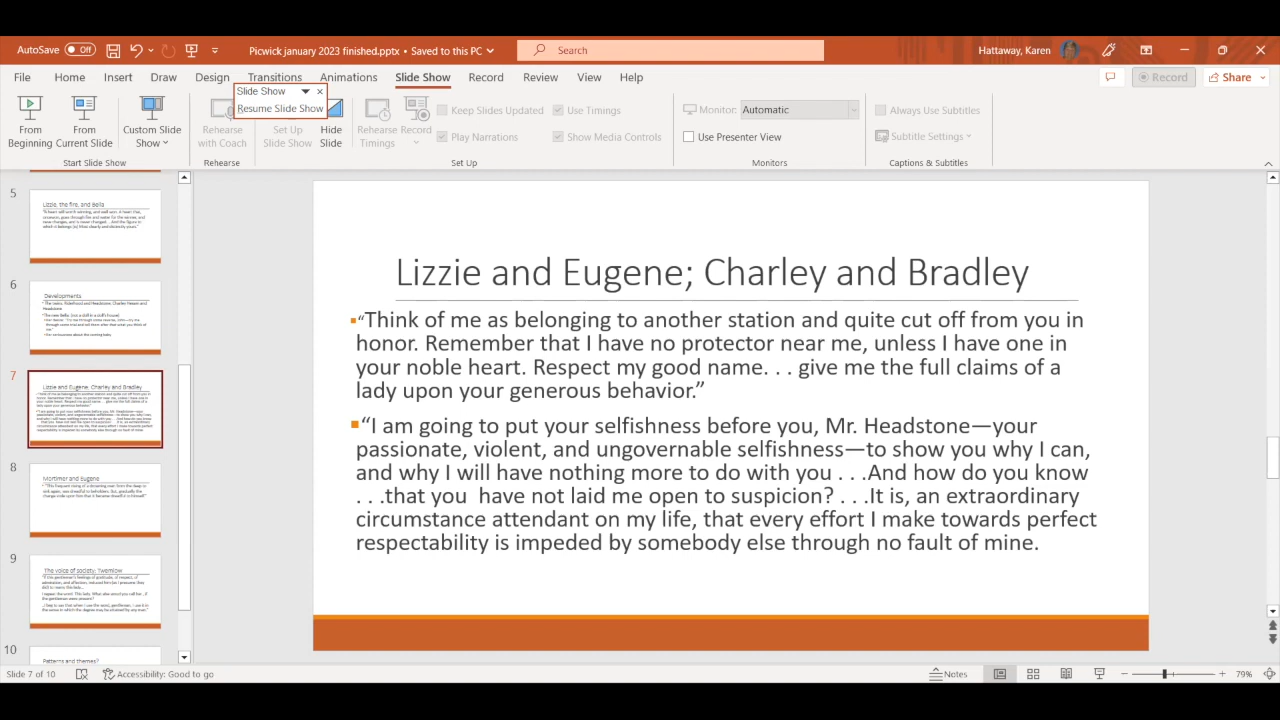 AutoSave Off Picwick january 2023 finished.pptx • Saved to this PC Search Hattaway, Karen
File Home Insert Draw Design Transitions Animations Slide Show Record Review View Help Record Share
Slide Show
Resume Slide Show
From Beginning
From Current Slide
Custom Slide Show
Rehearse with Coach
Set Up Slide Show
Hide Slide
Rehearse Timings
Record
Keep Slides Updated
Play Narrations
Use Timings
Show Media Controls
Monitor: Automatic
Use Presenter View
Always Use Subtitles
Subtitle Settings
Start Slide Show Rehearse Set Up Monitors Captions & Subtitles
5
Lizzie, the fire, and Bella
6
Developments
7
Lizzie and Eugene; Charley and Bradley
8
Mortimer and Eugene
9
The voice of society; Twemlow
10
Patterns and themes?
Lizzie and Eugene; Charley and Bradley
▪“Think of me as belonging to another station and quite cut off from you in
honor. Remember that I have no protector near me, unless I have one in
your noble heart. Respect my good name. . . give me the full claims of a
lady upon your generous behavior.”
▪“I am going to put your selfishness before you, Mr. Headstone—your
passionate, violent, and ungovernable selfishness—to show you why I can,
and why I will have nothing more to do with you . . .And how do you know
. . .that you have not laid me open to suspicion? . . .It is, an extraordinary
circumstance attendant on my life, that every effort I make towards perfect
respectability is impeded by somebody else through no fault of mine.
Slide 7 of 10 Accessibility: Good to go Notes 79%